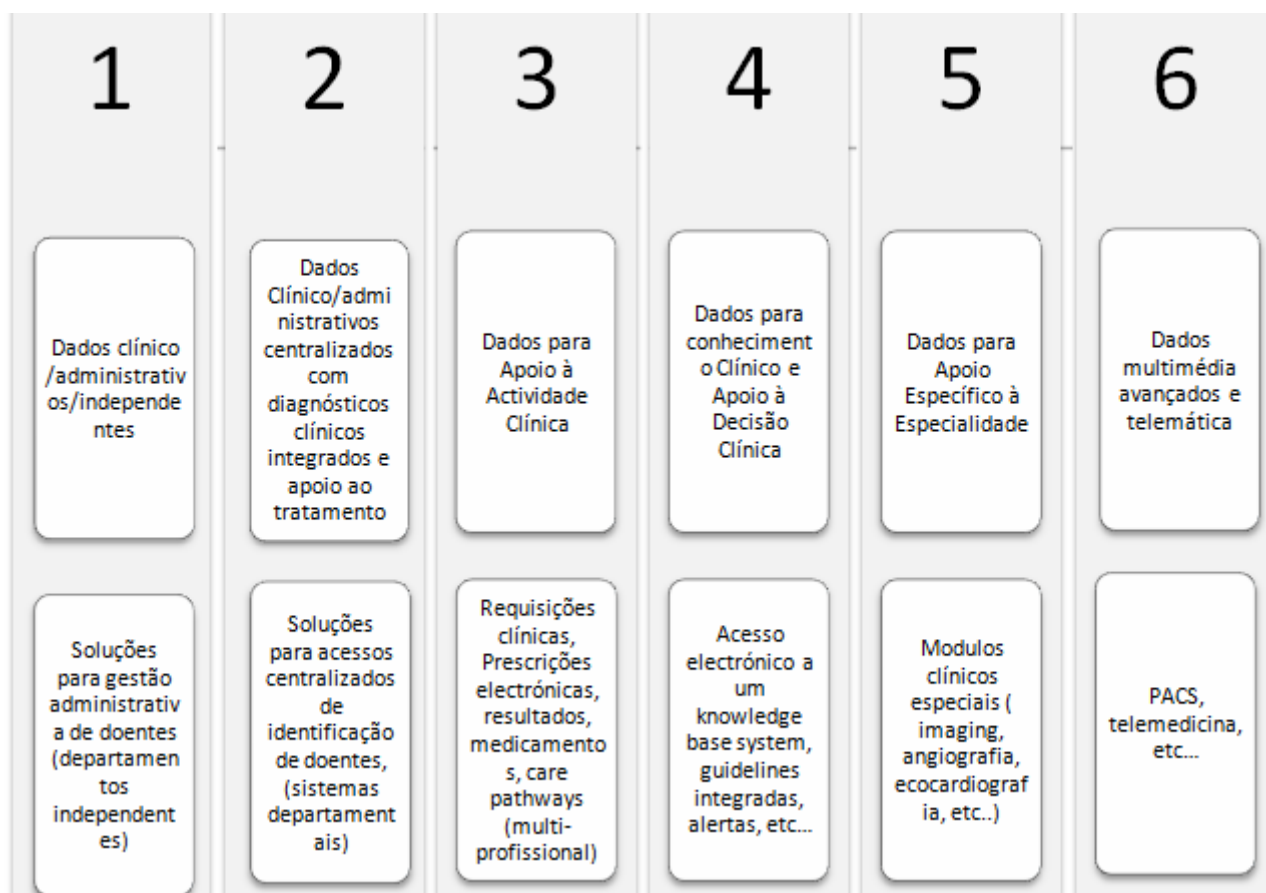 1
2
3
4
5
6
Dados clínico
/administrativ
os/independe
ntes
Dados
Clínico/admi
nistrativos
centralizados
com
diagnósticos
clínicos
integrados e
apoio ao
tratamento
Dados para
Apoio à
Actividade
Clínica
Dados para
conheciment
o Clínico e
Apoio à
Decisão
Clínica
Dados para
Apoio
Específico à
Especialidade
Dados
multimédia
avançados e
telemática
Soluções
para gestão
administrativ
a de doentes
(departamen
tos
independent
es)
Soluções
para acessos
centralizados
de
identificação
de doentes,
(sistemas
departament
ais)
Requisições
clínicas,
Prescrições
electrónicas,
resultados,
medicamento
s, care
pathways
(multi-
profissional)
Acesso
electrónico a
um
knowledge
base system,
guidelines
integradas,
alertas, etc...
Modulos
clínicos
especiais (
imaging,
angiografia,
ecocardiograf
ia, etc..)
PACS,
telemedicina,
etc...